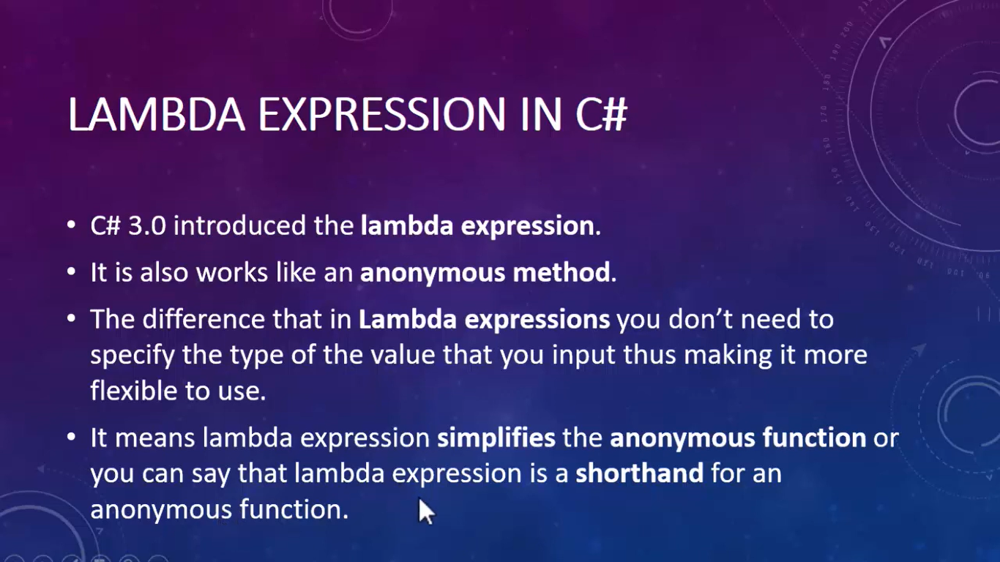 LAMBDA EXPRESSION IN C#
• C# 3.0 introduced the lambda expression.
• It is also works like an anonymous method.
• The difference that in Lambda expressions you don’t need to
specify the type of the value that you input thus making it more
flexible to use.
• It means lambda expression simplifies the anonymous function or
you can say that lambda expression is a shorthand for an
anonymous function.